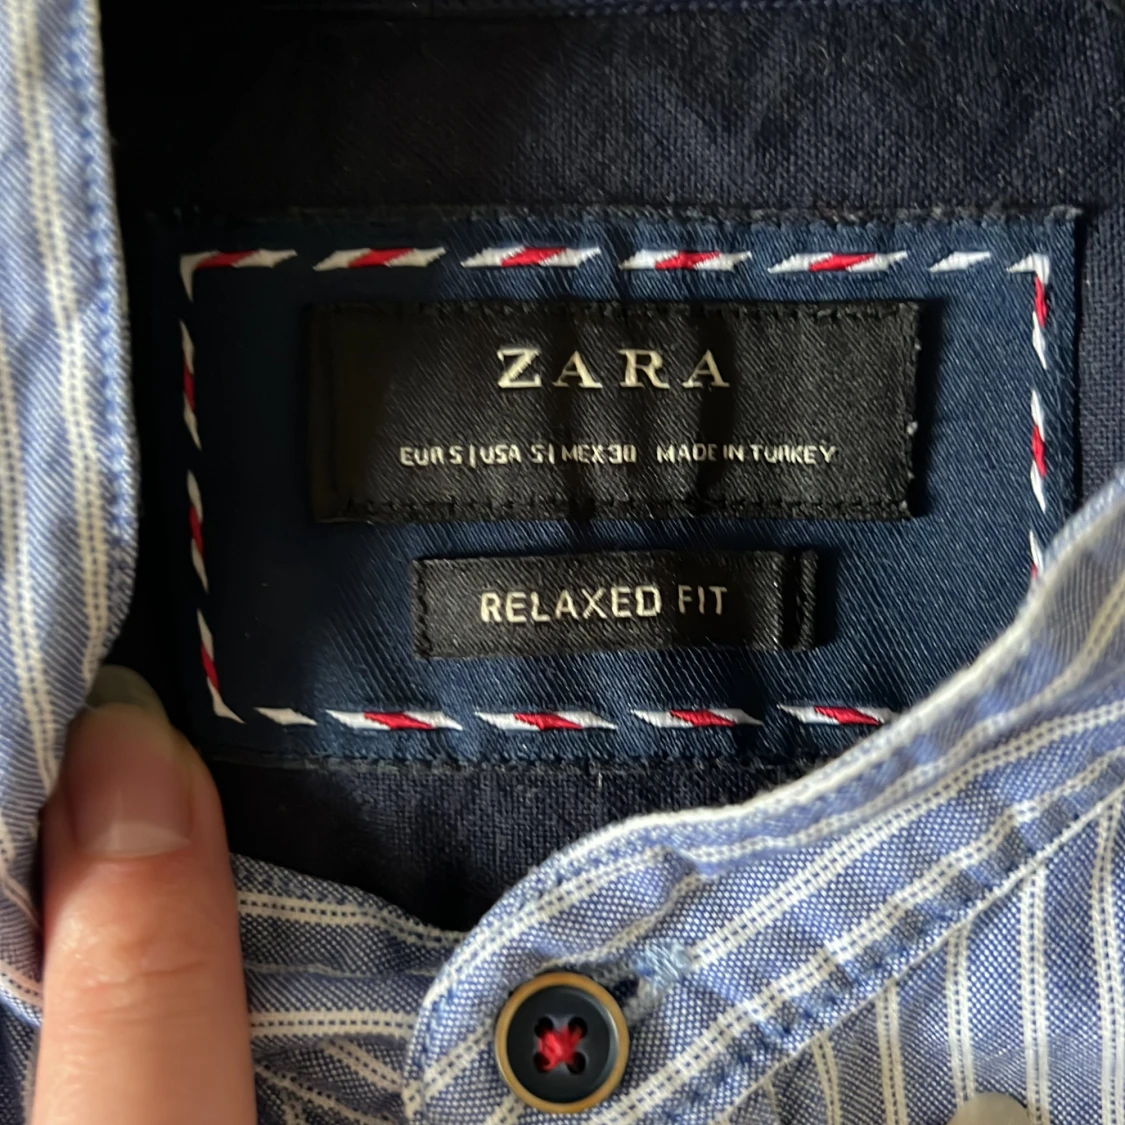 ZARA
EUR S | USA S | MEX 30 MADE IN TURKEY
RELAXED FIT